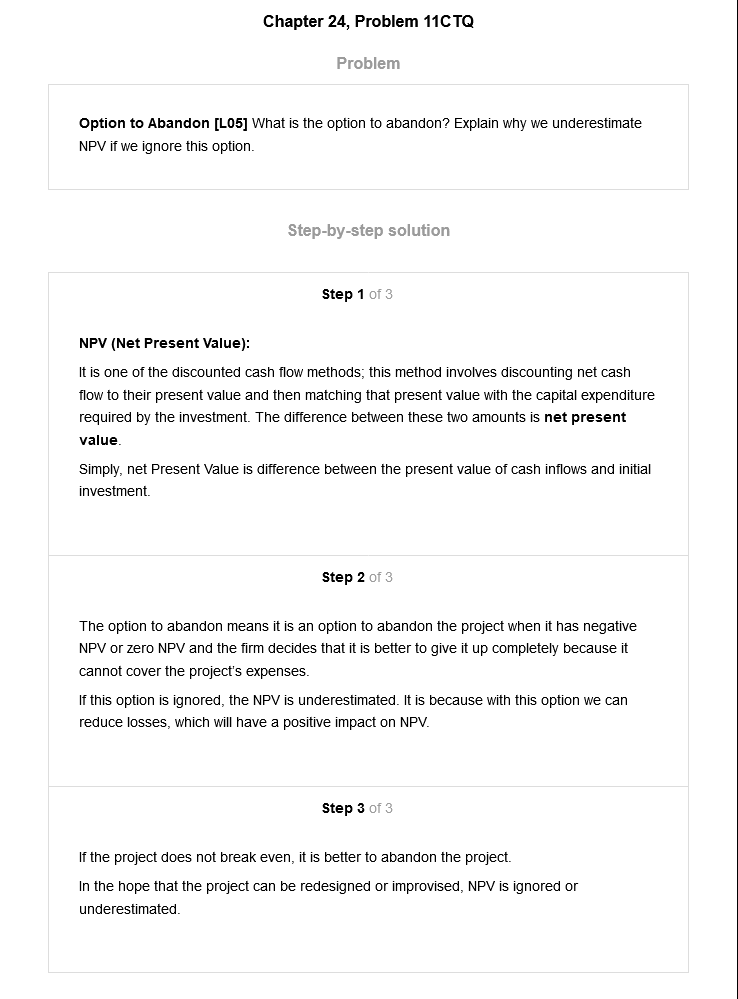 Chapter 24, Problem 11CTQ
Problem
Option to Abandon [L05] What is the option to abandon? Explain why we underestimate
NPV if we ignore this option.
Step-by-step solution
Step 1 of 3
NPV (Net Present Value):
It is one of the discounted cash flow methods; this method involves discounting net cash
flow to their present value and then matching that present value with the capital expenditure
required by the investment. The difference between these two amounts is net present
value.
Simply, net Present Value is difference between the present value of cash inflows and initial
investment.
Step 2 of 3
The option to abandon means it is an option to abandon the project when it has negative
NPV or zero NPV and the firm decides that it is better to give it up completely because it
cannot cover the project's expenses.
If this option is ignored, the NPV is underestimated. It is because with this option we can
reduce losses, which will have a positive impact on NPV.
Step 3 of 3
If the project does not break even, it is better to abandon the project.
In the hope that the project can be redesigned or improvised, NPV is ignored or
underestimated.